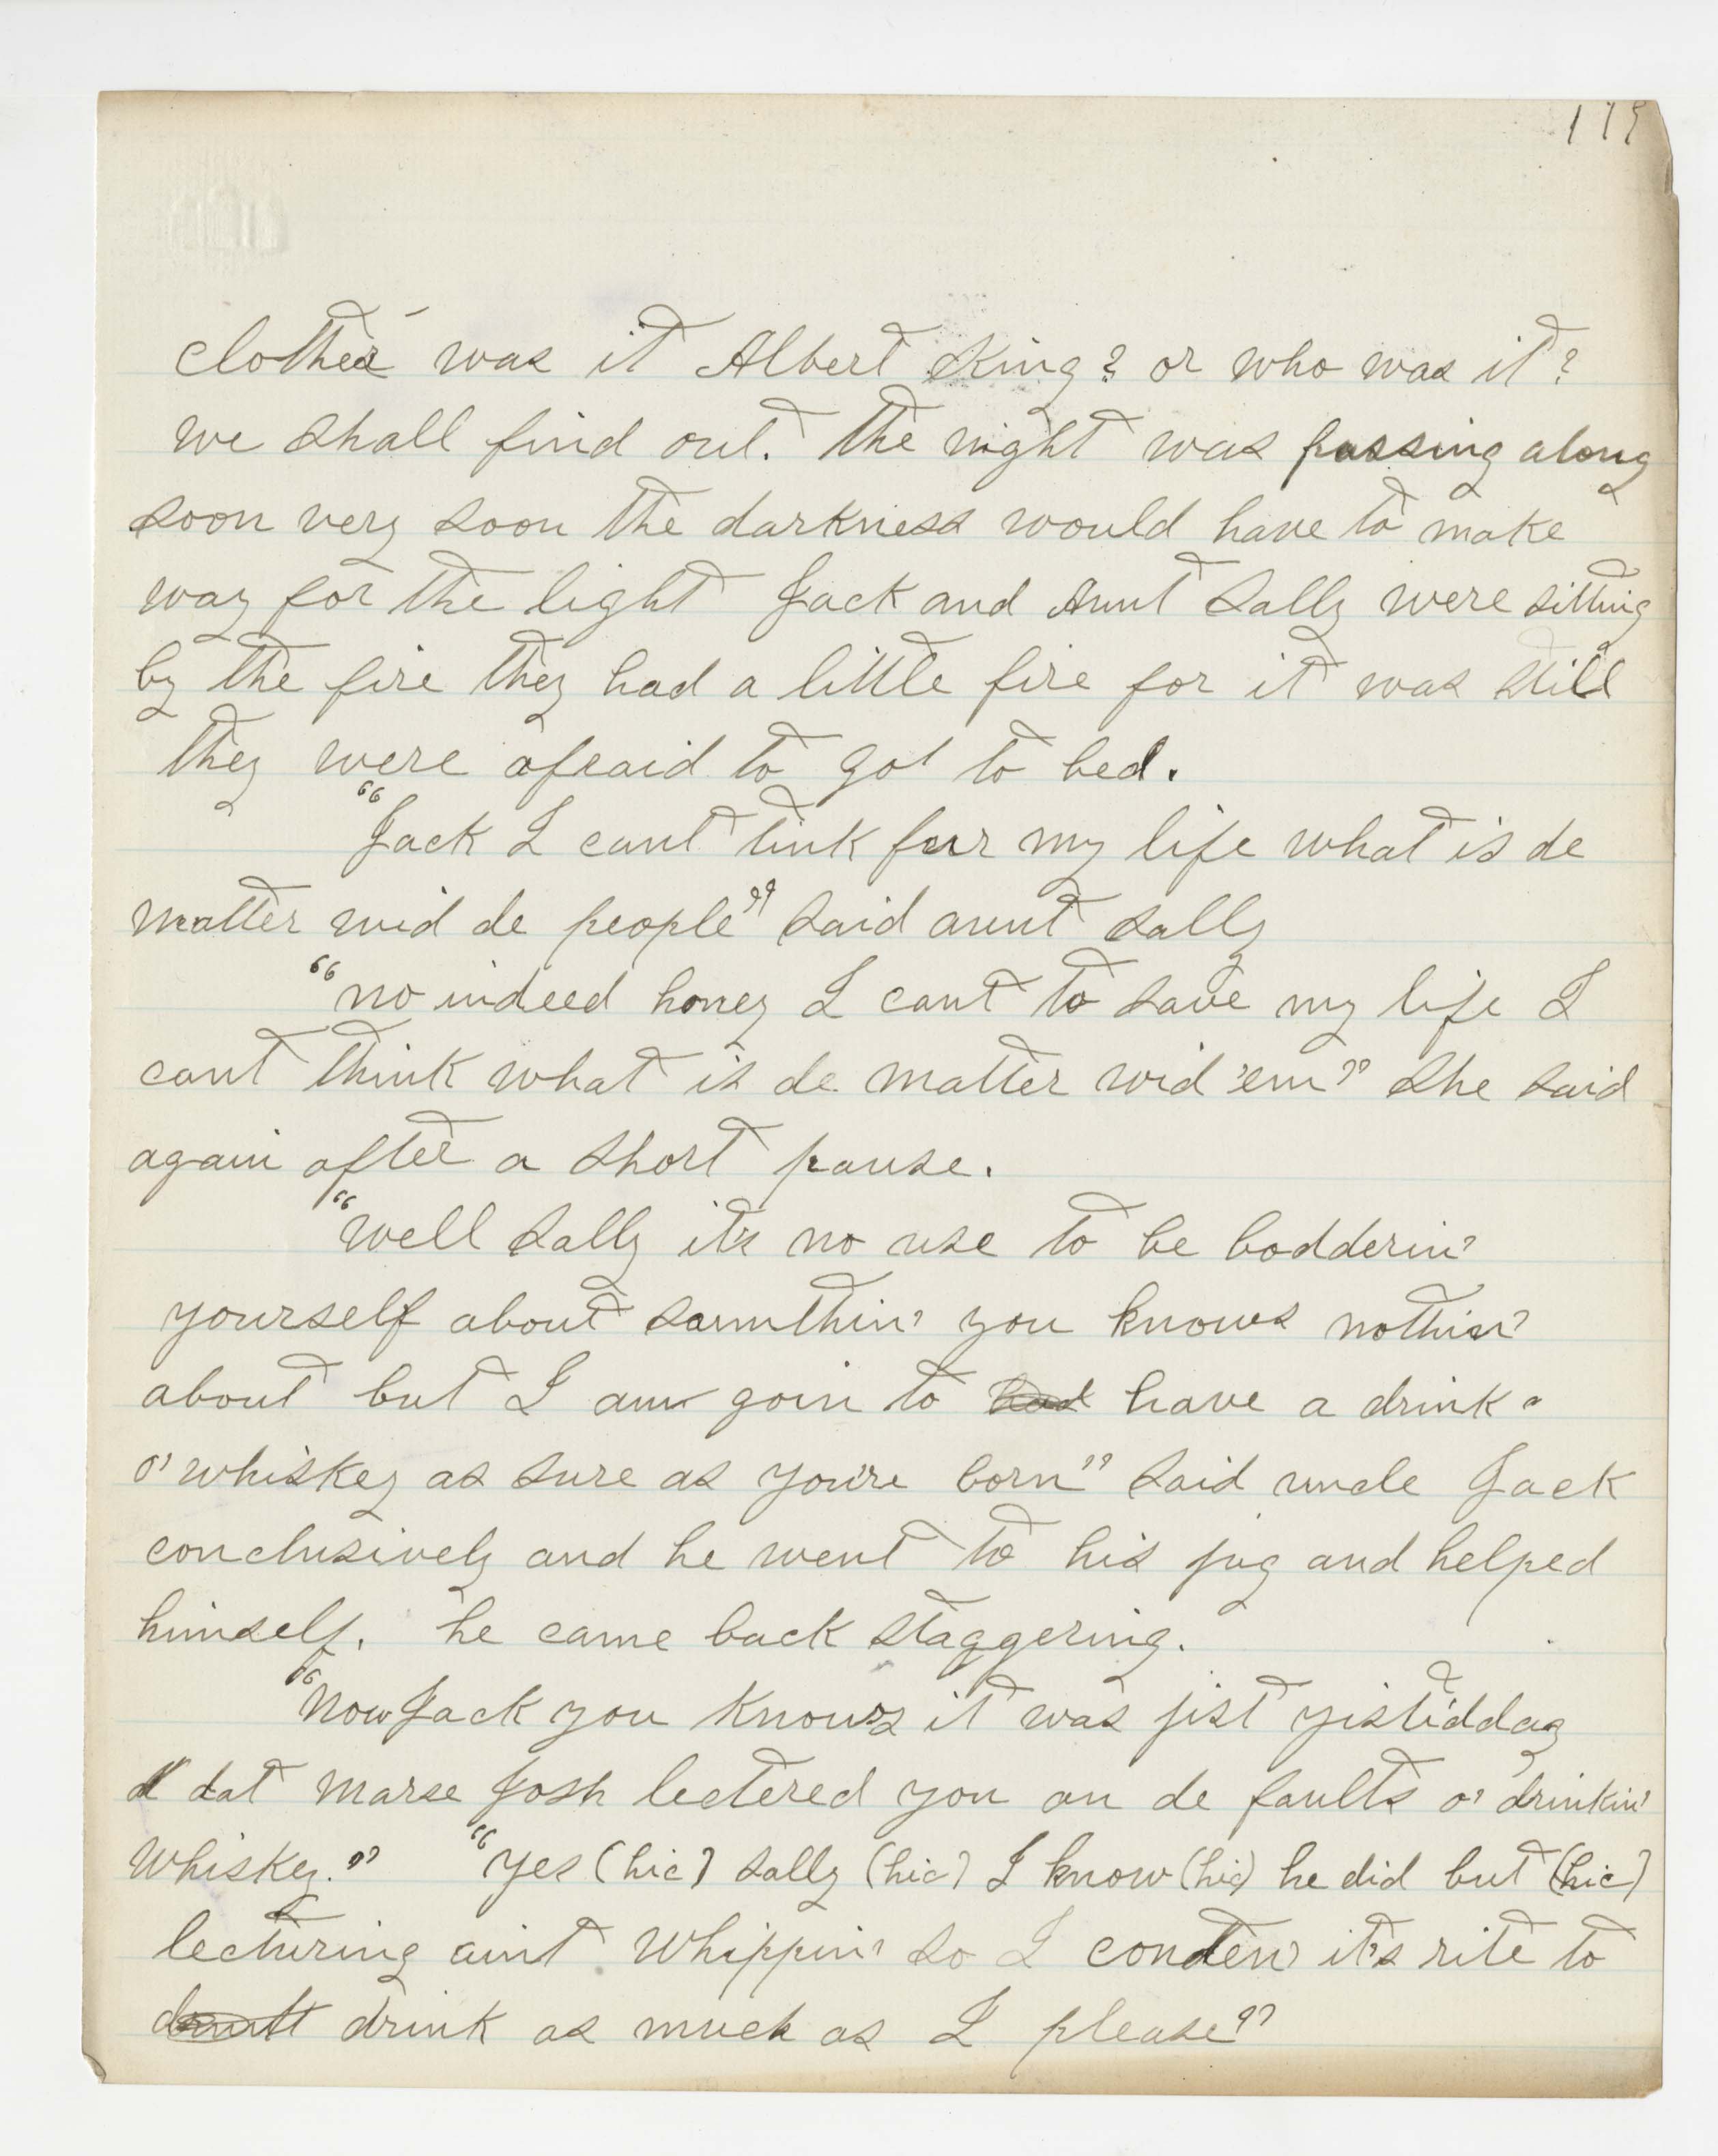 179
clothes was it Albert King? or who was it?
we shall find out. The night was passing along
soon very soon the darkness would have to make
way for the light Jack and Aunt Sally were sitting
by the fire they had a little fire for it was still
they were afraid to got to bed.
"Jack I cant tink fur my life what is de
matter wid de people" said aunt Sally
"no indeed honey I cant to save my life I
cant think what is de matter wid 'em" she said
again after a short pause.
"well Sally it's no use to be bodderin'
yourself about sumthin' you knows nothin'
about but I am goin to have a drink
o' whiskey as sure as you're born" said uncle Jack
conclusively and he went to his jug and helped
himself. he came back staggering.
"Now Jack you knows it was jist yisti'dday
dat Marse Josh lectered you on de faults o' drinkin'
whiskey." "Yes (hic) Sally (hic) I know (hic) he did but (hic)
lecturing aint whippin' so I conten' it's rite to
drink as much as I please"